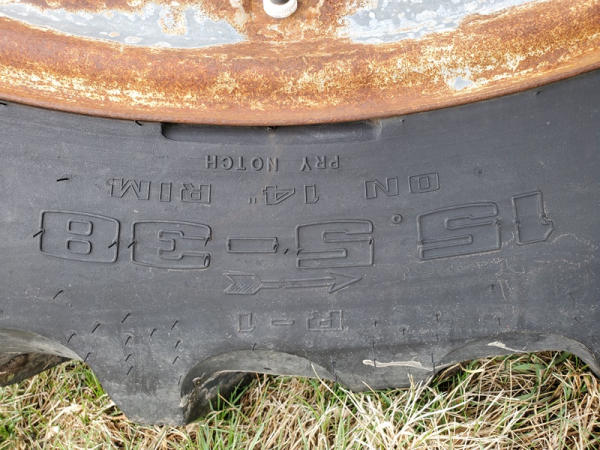 R-1
15.5-38
ON 14" RIM
PRY NOTCH